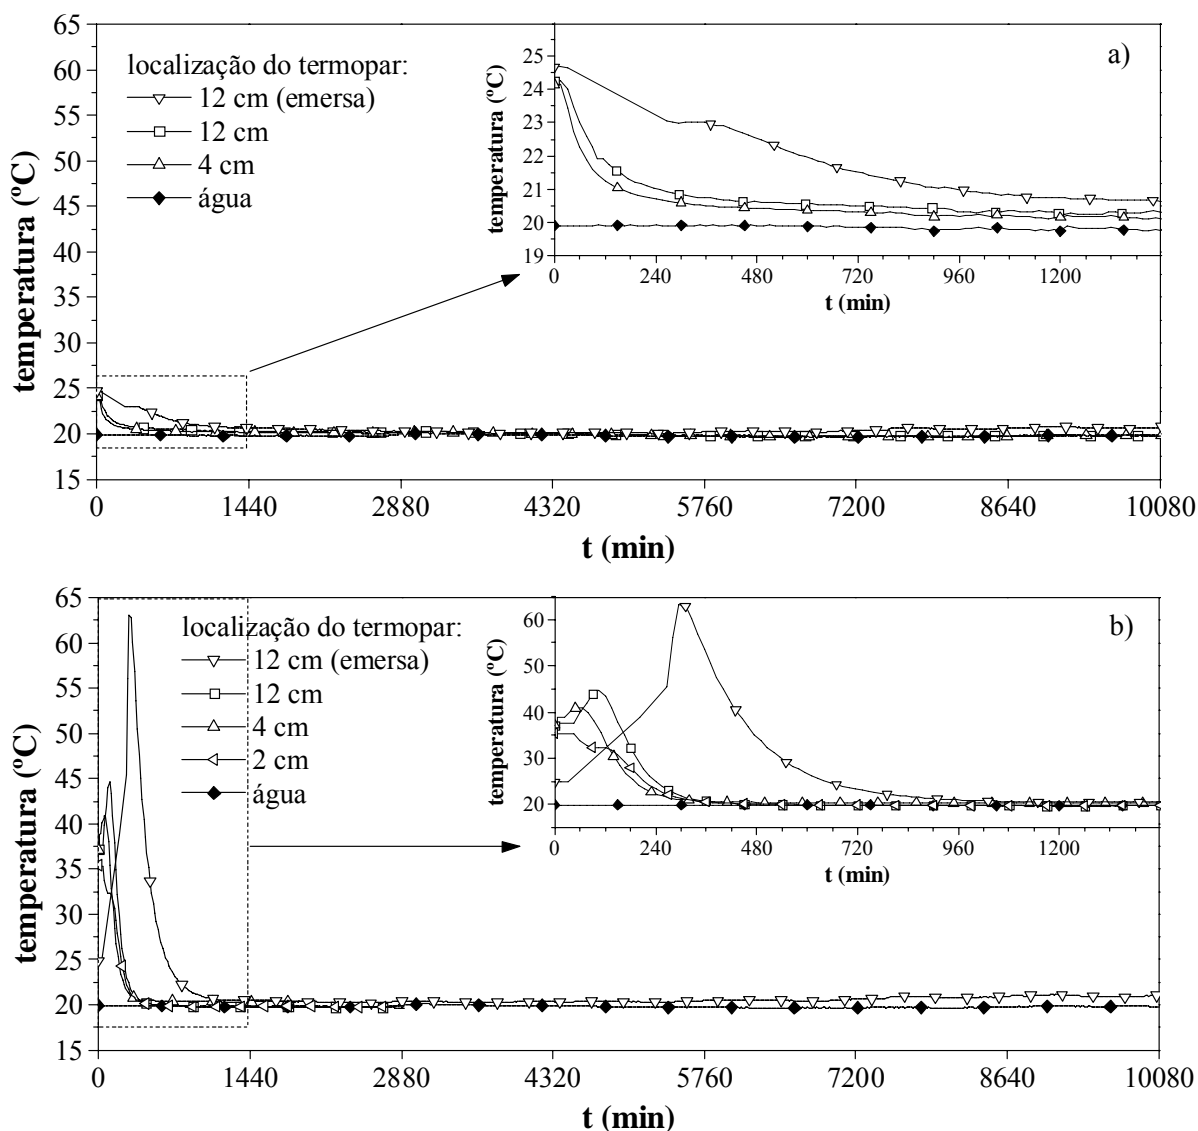 65
60
55
50
45
40
35
30
25
20
15
temperatura (ºC)
localização do termopar:
12 cm (emersa)
12 cm
4 cm
água
a)
25
24
23
22
21
20
19
temperatura (ºC)
0 240 480 720 960 1200
t (min)
0 1440 2880 4320 5760 7200 8640 10080
t (min)
65
60
55
50
45
40
35
30
25
20
15
temperatura (ºC)
localização do termopar:
12 cm (emersa)
12 cm
4 cm
2 cm
água
b)
60
50
40
30
20
temperatura (ºC)
0 240 480 720 960 1200
t (min)
0 1440 2880 4320 5760 7200 8640 10080
t (min)